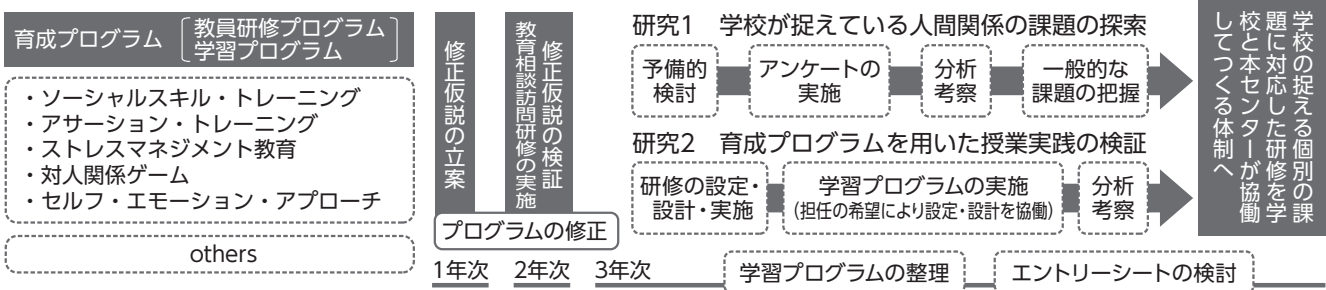 育成プログラム
教員研修プログラム
学習プログラム
・ソーシャルスキル・トレーニング
・アサーション・トレーニング
・ストレスマネジメント教育
・対人関係ゲーム
・セルフ・エモーション・アプローチ
others
修正仮説の立案
修正仮説の検証
教育相談訪問研修の実施
プログラムの修正
研究1 学校が捉えている人間関係の課題の探索
予備的
検討
アンケートの
実施
分析
考察
一般的な
課題の把握
研究2 育成プログラムを用いた授業実践の検証
研修の設定・
設計・実施
学習プログラムの実施
(担任の希望により設定・設計を協働)
分析
考察
学校の捉える個別の課
題に対応した研修を学
校と本センターが協働
してつくる体制へ
1年次
2年次
3年次
学習プログラムの整理
エントリーシートの検討